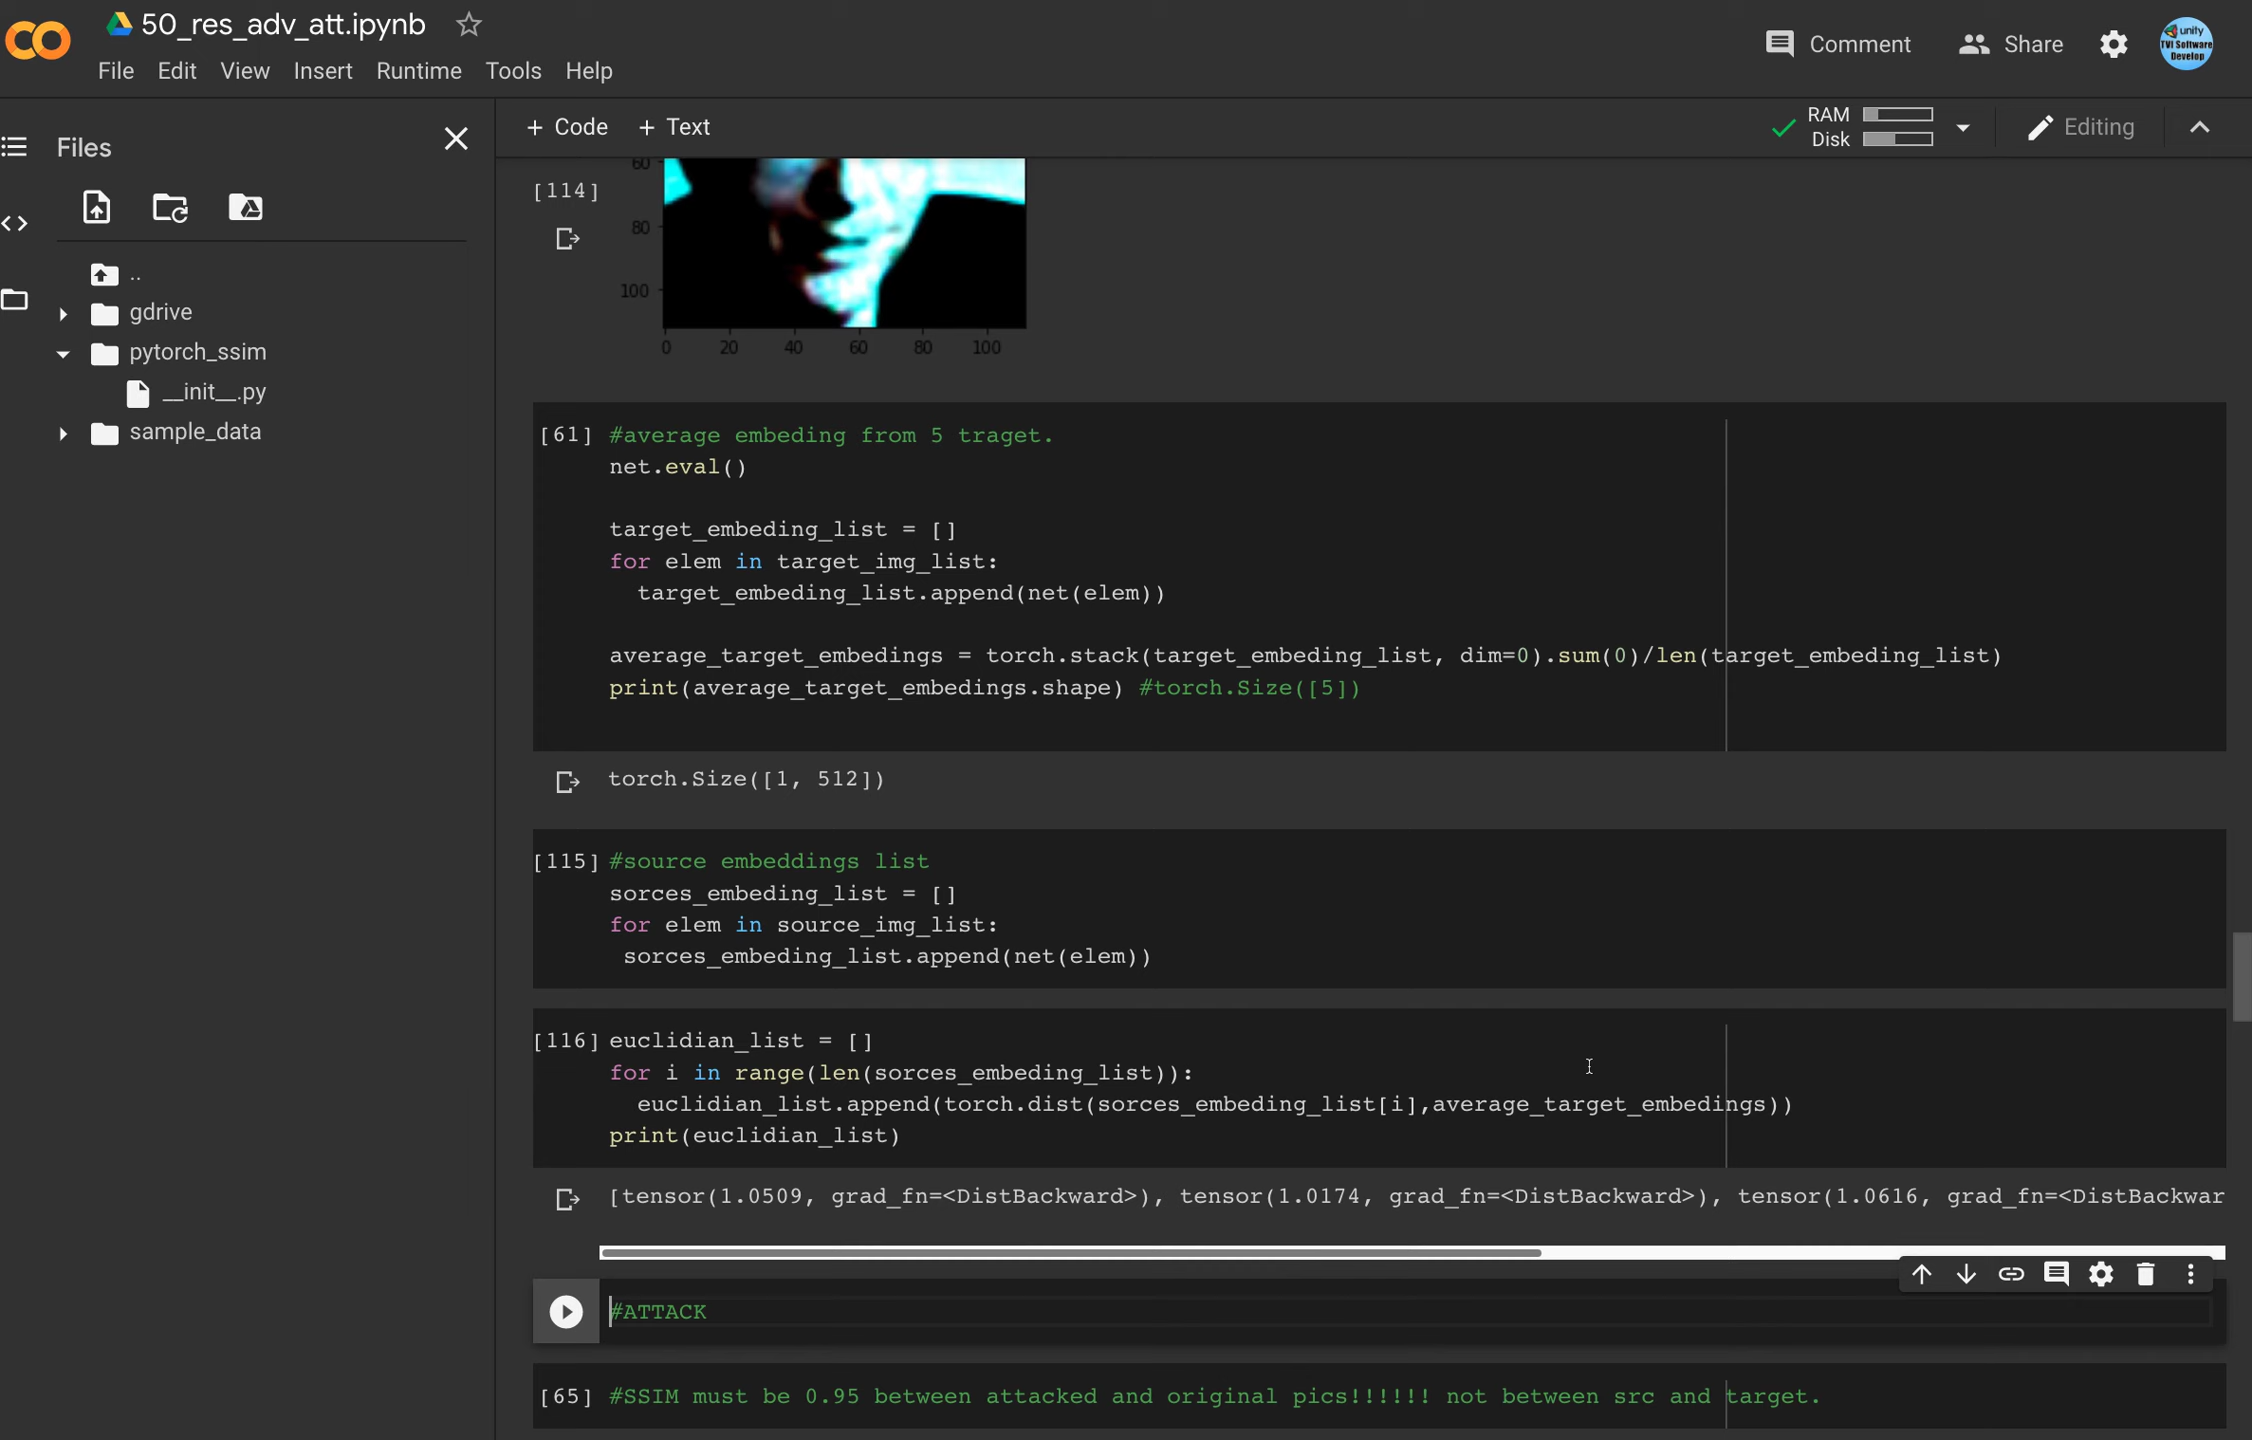 50_res_adv_att.ipynb
Comment
Share
unity
TVI Software
Develop
File Edit View Insert Runtime Tools Help
Files
+ Code + Text
RAM
Disk
Editing
..
gdrive
pytorch_ssim
__init__.py
sample_data
[114]
60
80
100
0 20 40 60 80 100
[61] #average embeding from 5 traget.
net.eval()
target_embeding_list = []
for elem in target_img_list:
target_embeding_list.append(net(elem))
average_target_embedings = torch.stack(target_embeding_list, dim=0).sum(0)/len(target_embeding_list)
print(average_target_embedings.shape) #torch.Size([5])
torch.Size([1, 512])
[115] #source embeddings list
sorces_embeding_list = []
for elem in source_img_list:
sorces_embeding_list.append(net(elem))
[116] euclidian_list = []
for i in range(len(sorces_embeding_list)):
euclidian_list.append(torch.dist(sorces_embeding_list[i],average_target_embedings))
print(euclidian_list)
[tensor(1.0509, grad_fn=<DistBackward>), tensor(1.0174, grad_fn=<DistBackward>), tensor(1.0616, grad_fn=<DistBackwar
#ATTACK
[65] #SSIM must be 0.95 between attacked and original pics!!!!!! not between src and target.